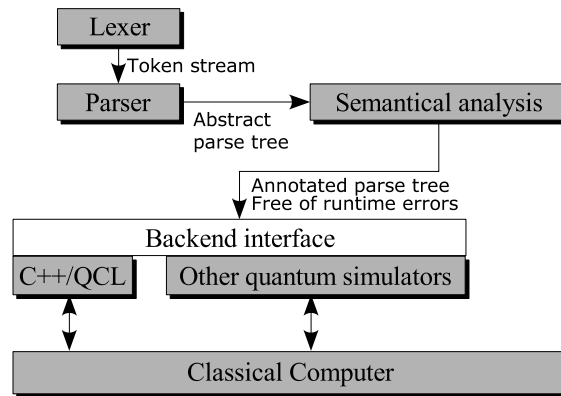 Lexer
Token stream
Parser
Semantical analysis
Abstract
parse tree
Annotated parse tree
Free of runtime errors
Backend interface
C++/QCL
Other quantum simulators
Classical Computer